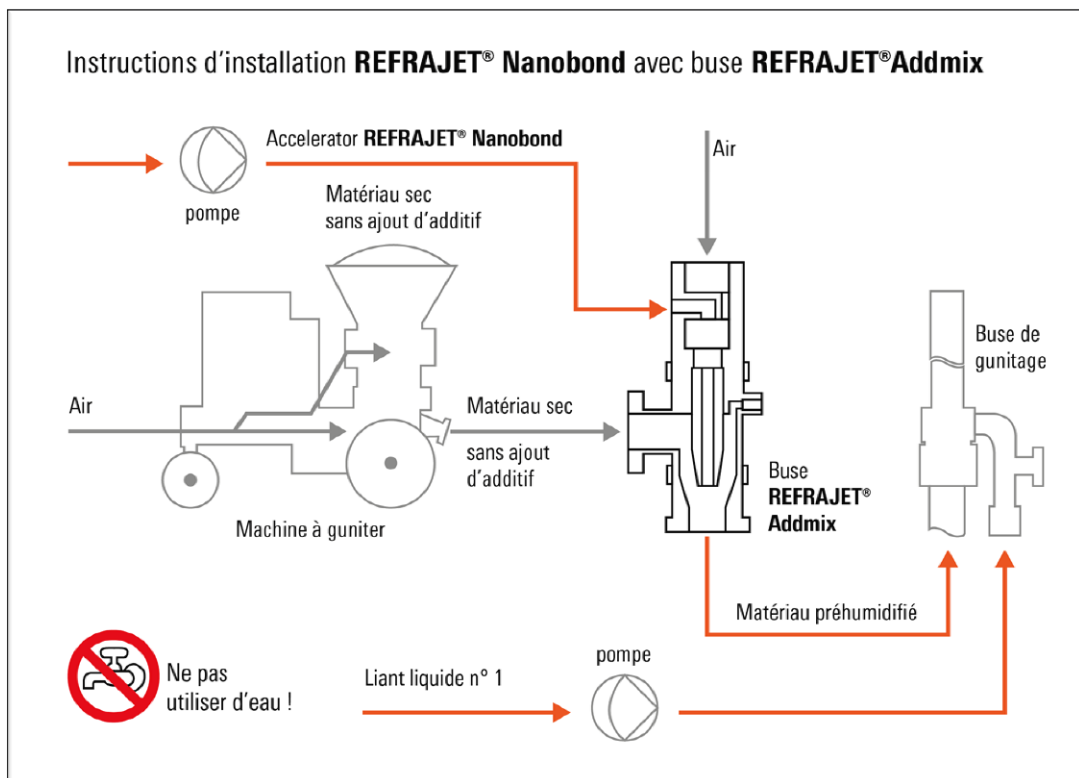 Instructions d'installation REFRAJET® Nanobond avec buse REFRAJET®Addmix
Accelerator REFRAJET® Nanobond
Air
pompe
Matériau sec
sans ajout d'additif
Buse de
gunitage
Air
Matériau sec
sans ajout
d'additif
Buse
REFRAJET®
Addmix
Machine à guniter
Matériau préhumidifié
Ne pas
utiliser d'eau !
Liant liquide n° 1
pompe